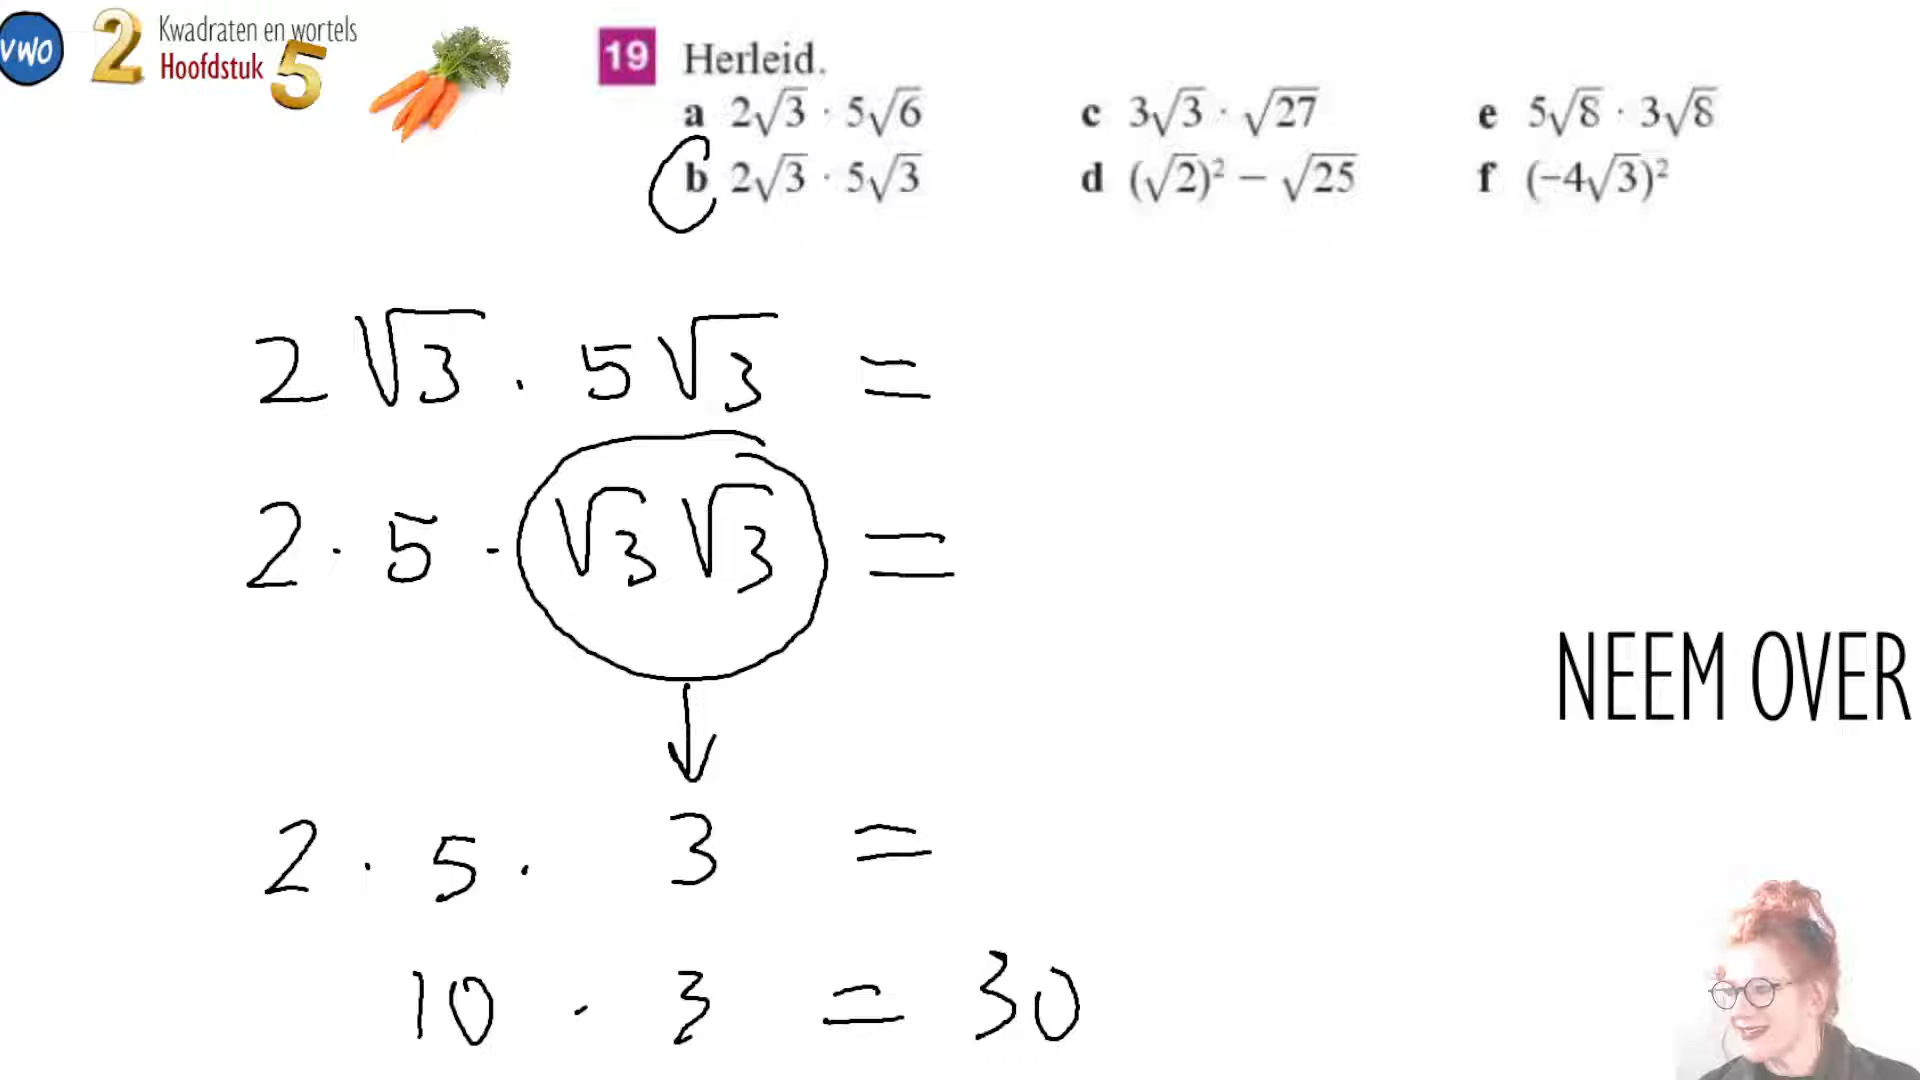 vwo 2 Kwadraten en wortels
Hoofdstuk 5
19 Herleid.
a 2√3 · 5√6
b 2√3 · 5√3
c 3√3 · √27
d (√2)² − √25
e 5√8 · 3√8
f (−4√3)²
2√3 · 5√3 =
2 · 5 · √3 √3 =
2 · 5 · 3 =
10 · 3 = 30
NEEM OVER